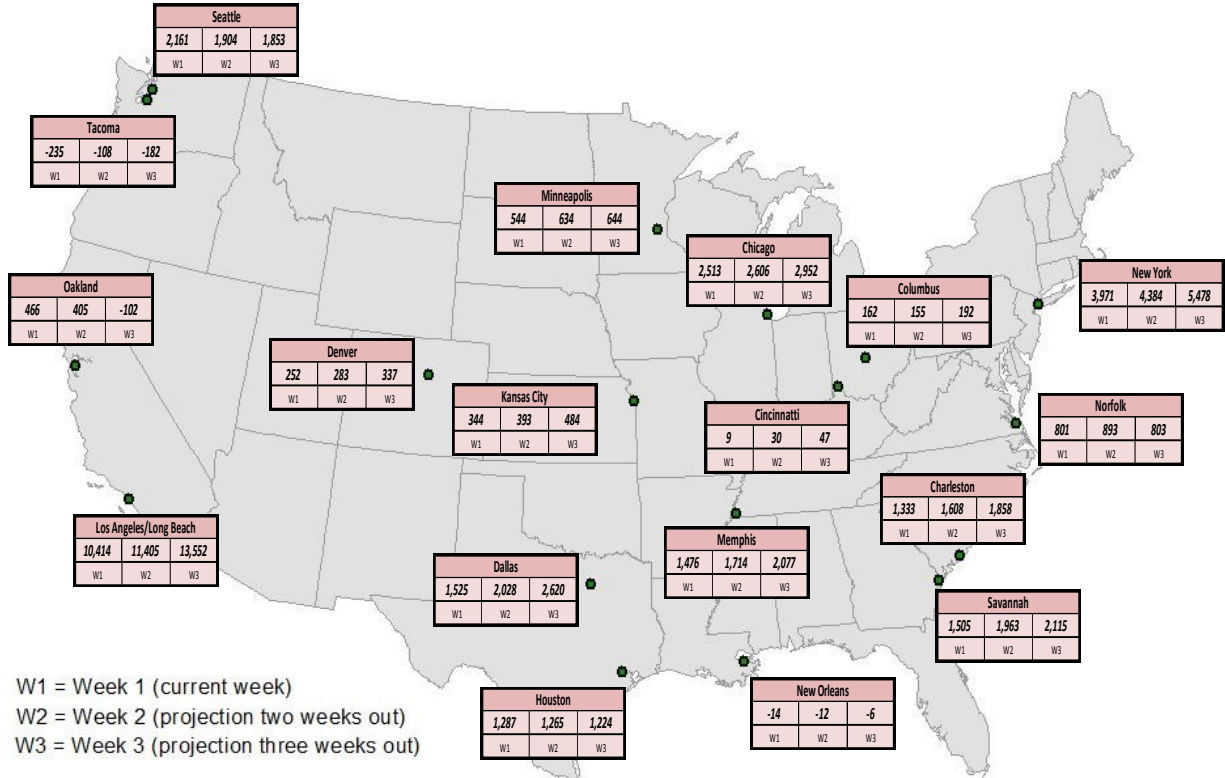 Seattle
2,161 1,904 1,853
W1 W2 W3
Tacoma
-235 -108 -182
W1 W2 W3
Minneapolis
544 634 644
W1 W2 W3
Chicago
2,513 2,606 2,952
W1 W2 W3
New York
3,971 4,384 5,478
W1 W2 W3
Oakland
466 405 -102
W1 W2 W3
Columbus
162 155 192
W1 W2 W3
Denver
252 283 337
W1 W2 W3
Kansas City
344 393 484
W1 W2 W3
Cincinnatti
9 30 47
W1 W2 W3
Norfolk
801 893 803
W1 W2 W3
Charleston
1,333 1,608 1,858
W1 W2 W3
Los Angeles/Long Beach
10,414 11,405 13,552
W1 W2 W3
Memphis
1,476 1,714 2,077
W1 W2 W3
Dallas
1,525 2,028 2,620
W1 W2 W3
Savannah
1,505 1,963 2,115
W1 W2 W3
Houston
1,287 1,265 1,224
W1 W2 W3
New Orleans
-14 -12 -6
W1 W2 W3
W1 = Week 1 (current week)
W2 = Week 2 (projection two weeks out)
W3 = Week 3 (projection three weeks out)